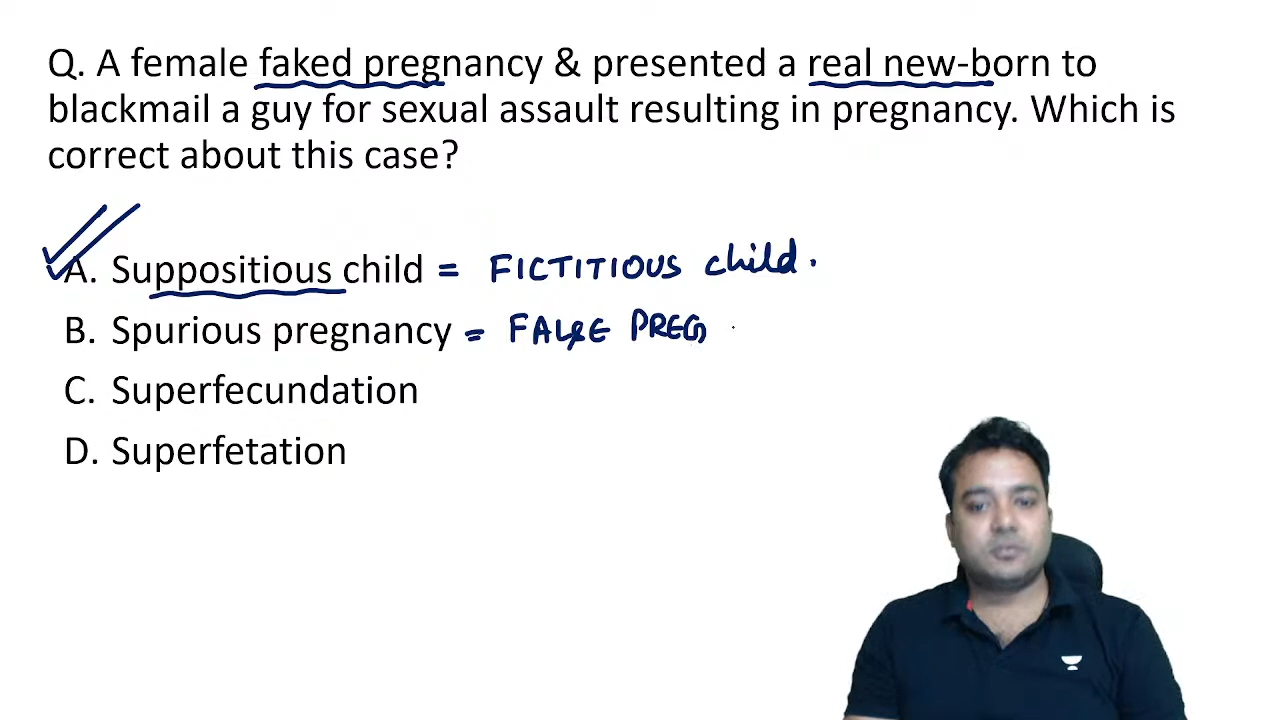 Q. A female faked pregnancy & presented a real new-born to
blackmail a guy for sexual assault resulting in pregnancy. Which is
correct about this case?
A. Suppositious child = FICTITIOUS child.
B. Spurious pregnancy = FALSE PREG
C. Superfecundation
D. Superfetation